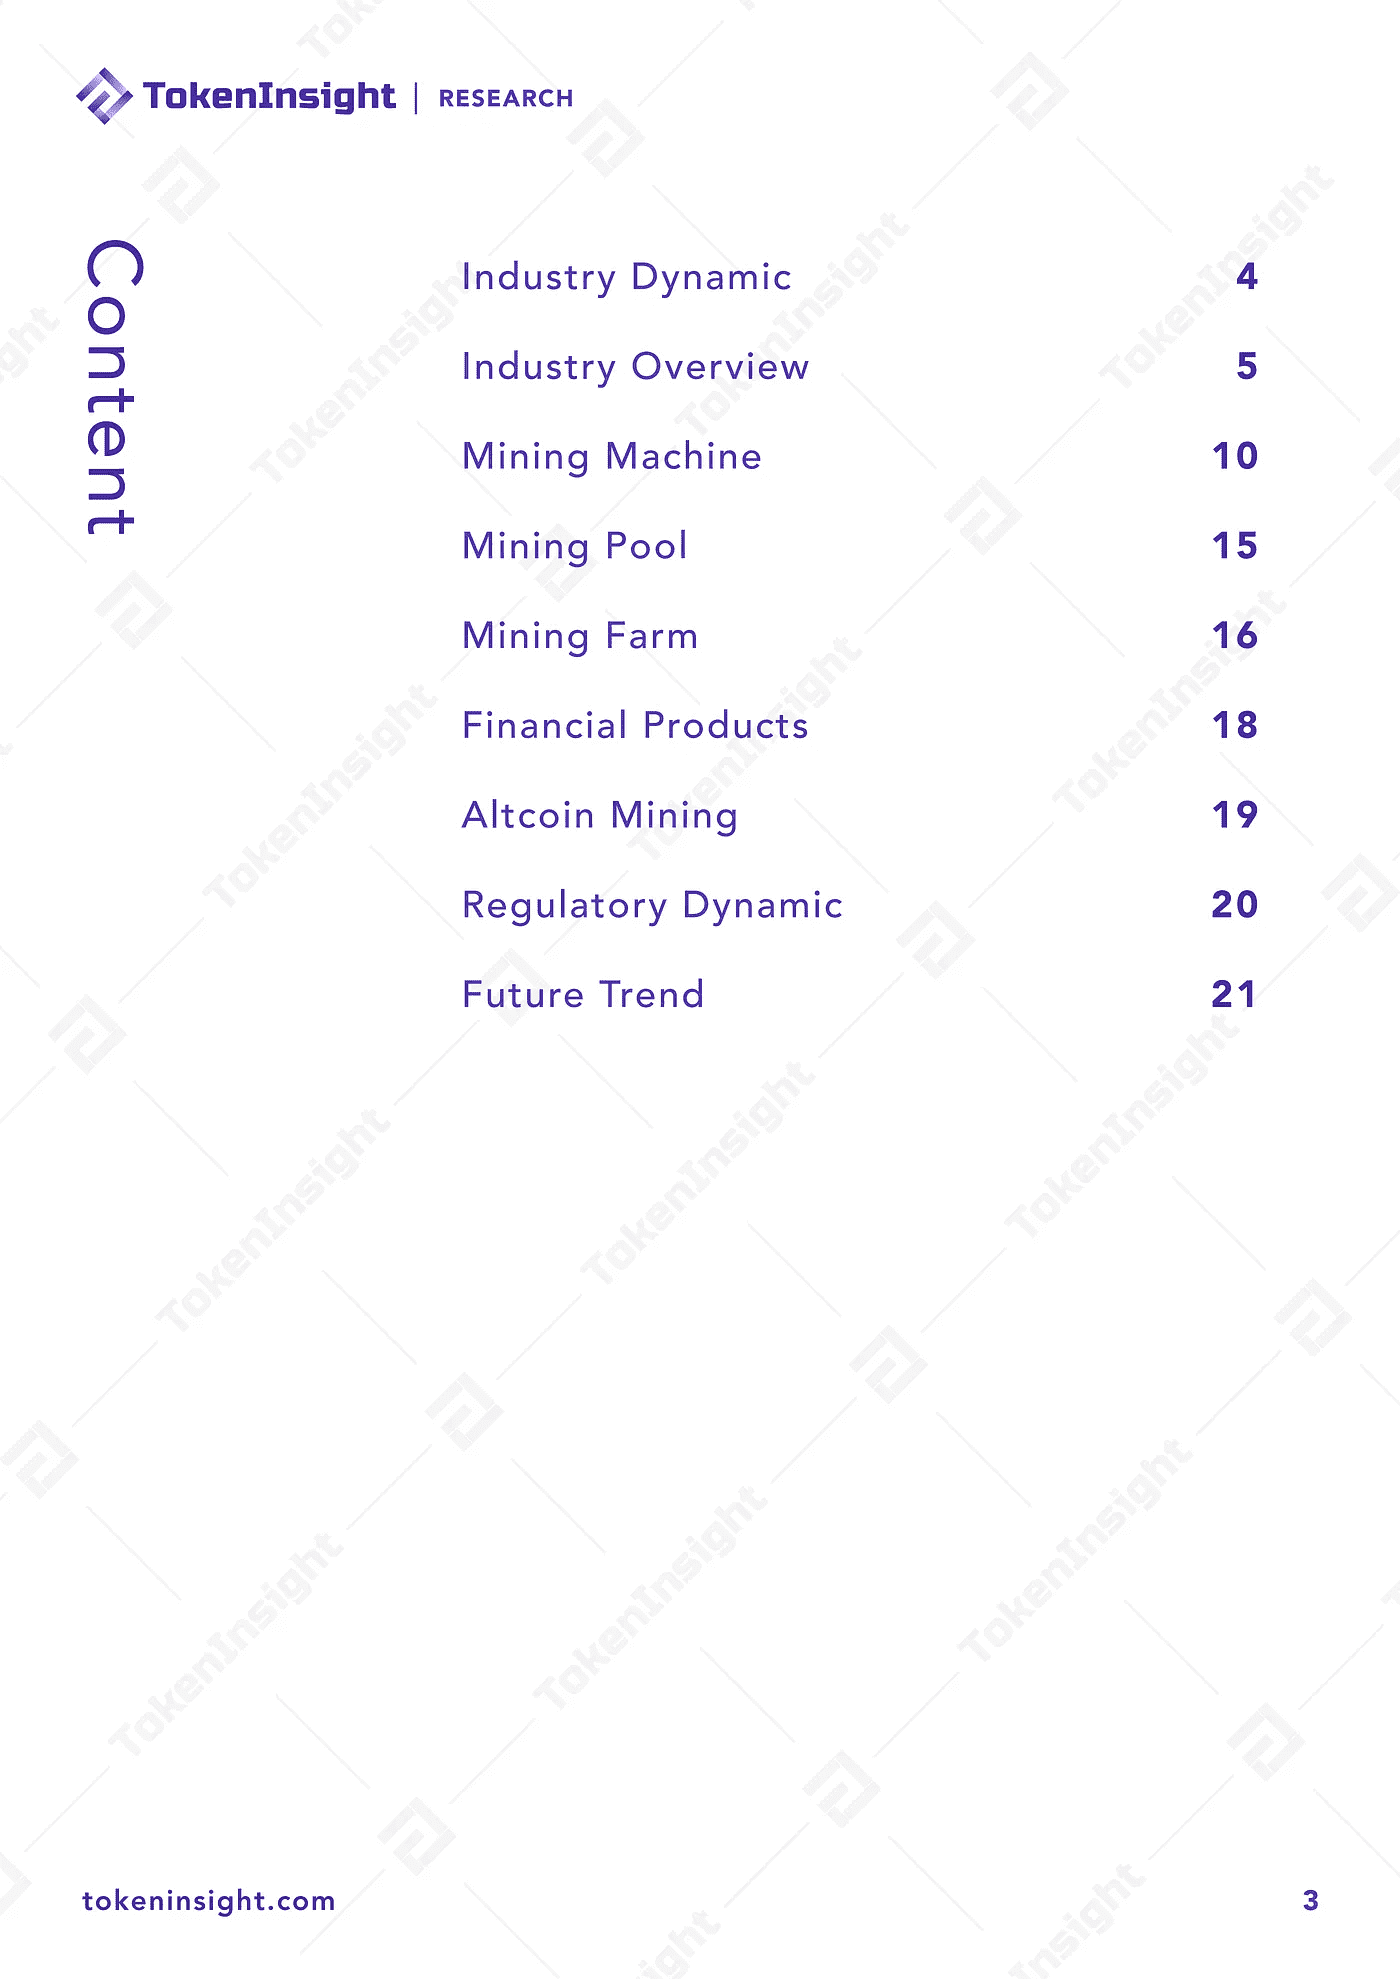 TokenInsight | RESEARCH
Content
Industry Dynamic 4
Industry Overview 5
Mining Machine 10
Mining Pool 15
Mining Farm 16
Financial Products 18
Altcoin Mining 19
Regulatory Dynamic 20
Future Trend 21
tokeninsight.com 3